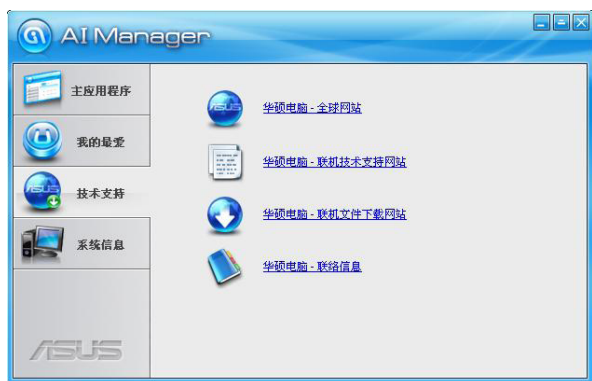 AI Manager
主应用程序
我的最爱
技术支持
系统信息
ASUS
华硕电脑 - 全球网站
华硕电脑 - 联机技术支持网站
华硕电脑 - 联机文件下载网站
华硕电脑 - 联络信息